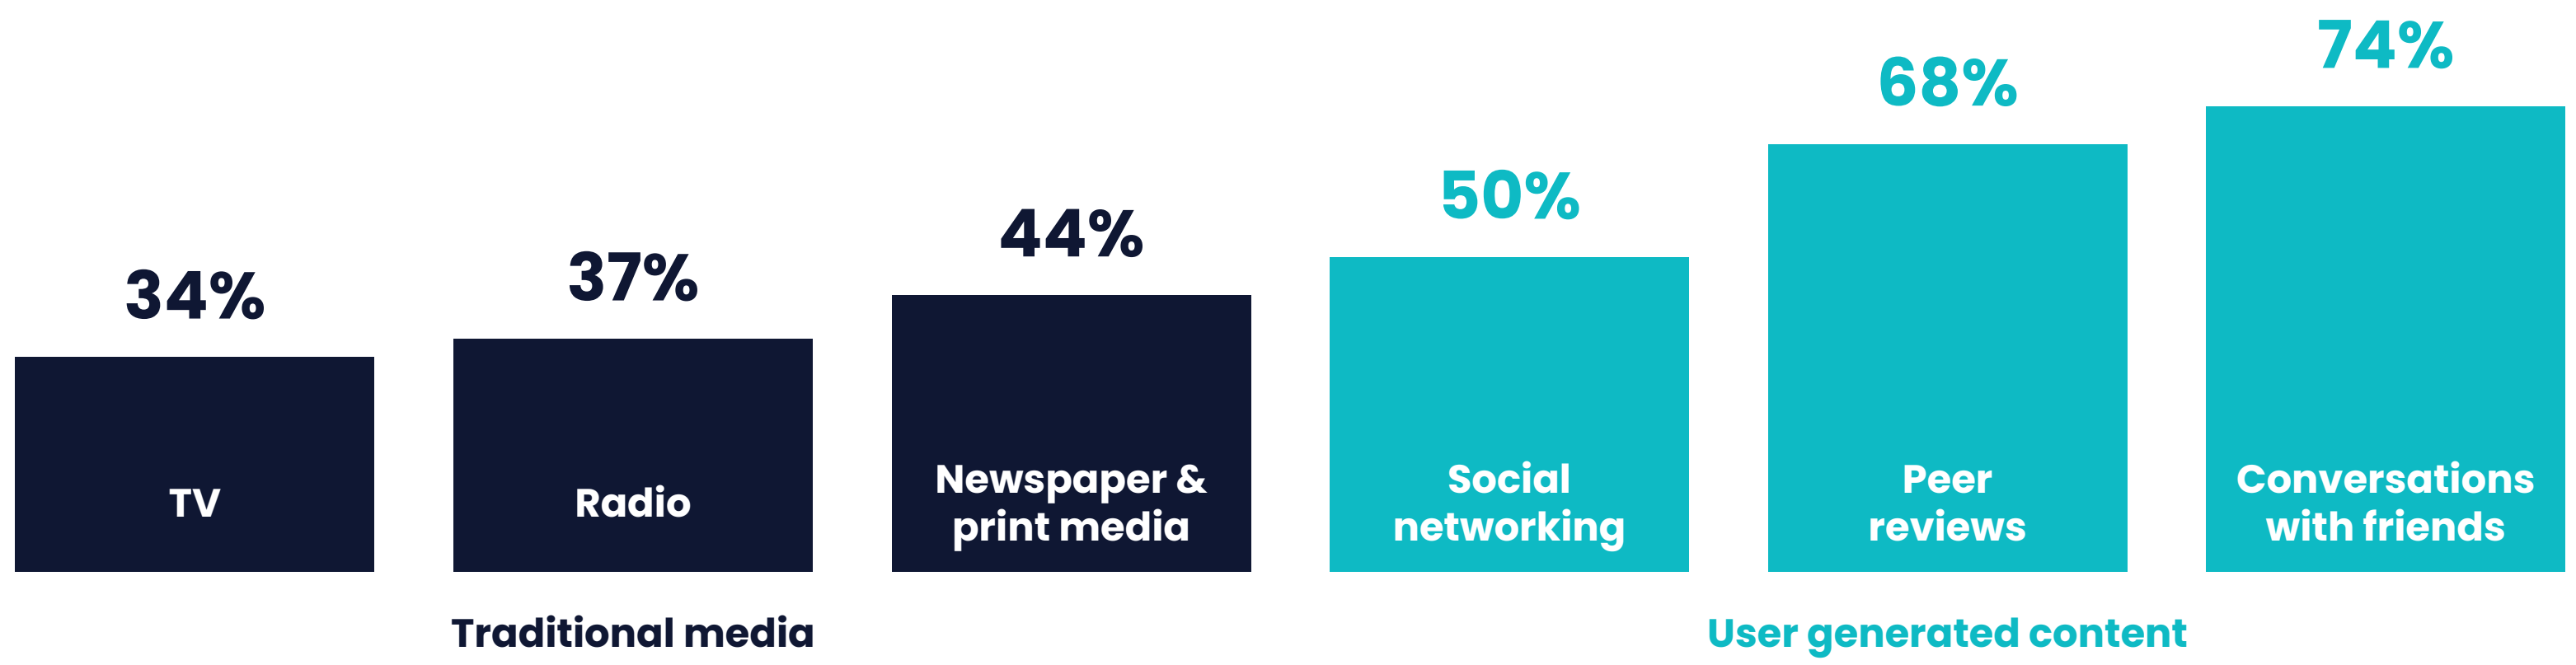 34%
TV
37%
Radio
44%
Newspaper &
print media
50%
Social
networking
68%
Peer
reviews
74%
Conversations
with friends
Traditional media
User generated content